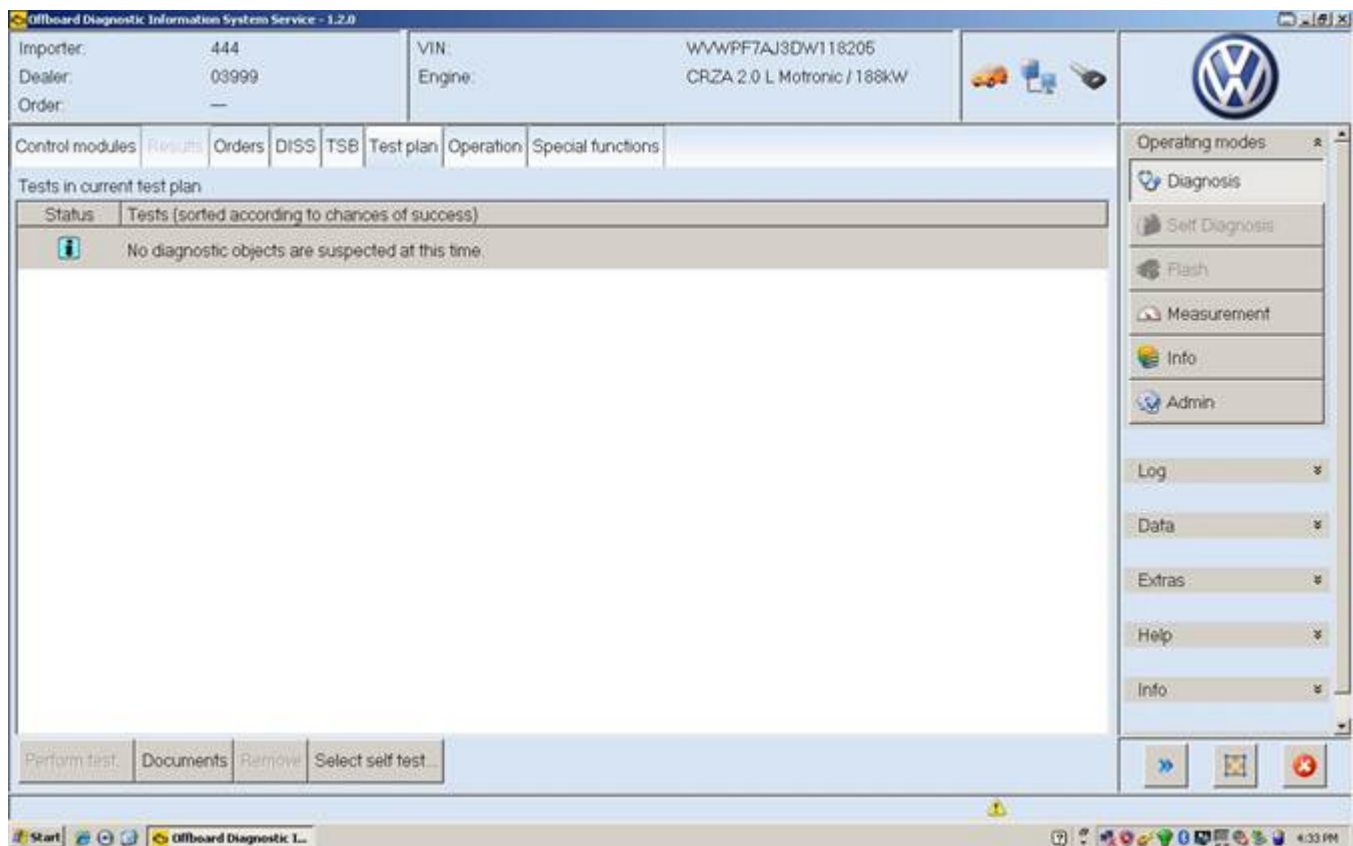 Offboard Diagnostic Information System Service - 1.2.0
Importer: 444
Dealer: 03999
Order: —
VIN: WVWPF7AJ3DW118205
Engine: CRZA 2.0 L Motronic / 188kW
Control modules Results Orders DISS TSB Test plan Operation Special functions
Tests in current test plan
Status Tests (sorted according to chances of success)
No diagnostic objects are suspected at this time.
Perform test. Documents Remove Select self test...
Operating modes
Diagnosis
Self Diagnosis
Flash
Measurement
Info
Admin
Log
Data
Extras
Help
Info
Start Offboard Diagnostic I... 4:33 PM